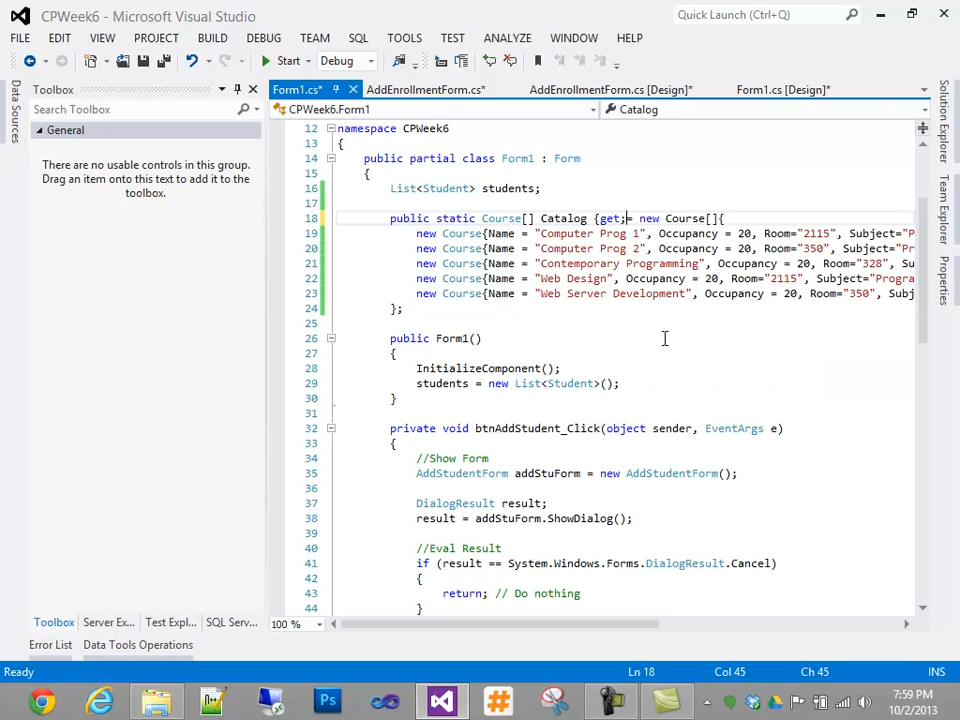 CPWeek6 - Microsoft Visual Studio
Quick Launch (Ctrl+Q)
FILE EDIT VIEW PROJECT BUILD DEBUG TEAM SQL TOOLS TEST ANALYZE WINDOW HELP
Start Debug
Toolbox
Form1.cs* AddEnrollmentForm.cs* AddEnrollmentForm.cs [Design]* Form1.cs [Design]*
Search Toolbox
CPWeek6.Form1 Catalog
General
There are no usable controls in this group. Drag an item onto this text to add it to the toolbox.
Data Sources
12 namespace CPWeek6
13 {
14 public partial class Form1 : Form
15 {
16 List<Student> students;
17
18 public static Course[] Catalog {get;= new Course[]{
19 new Course{Name = "Computer Prog 1", Occupancy = 20, Room="2115", Subject="Pr
20 new Course{Name = "Computer Prog 2", Occupancy = 20, Room="350", Subject="Pro
21 new Course{Name = "Contemporary Programming", Occupancy = 20, Room="328", Sub
22 new Course{Name = "Web Design", Occupancy = 20, Room="2115", Subject="Progra
23 new Course{Name = "Web Server Development", Occupancy = 20, Room="350", Subj
24 };
25
26 public Form1()
27 {
28 InitializeComponent();
29 students = new List<Student>();
30 }
31
32 private void btnAddStudent_Click(object sender, EventArgs e)
33 {
34 //Show Form
35 AddStudentForm addStuForm = new AddStudentForm();
36
37 DialogResult result;
38 result = addStuForm.ShowDialog();
39
40 //Eval Result
41 if (result == System.Windows.Forms.DialogResult.Cancel)
42 {
43 return; // Do nothing
44 }
Solution Explorer
Team Explorer
Properties
Toolbox Server Ex... Test Expl... SQL Serv...
100 %
Error List Data Tools Operations
Ready Ln 18 Col 45 Ch 45 INS
Ps
7:59 PM
10/2/2013